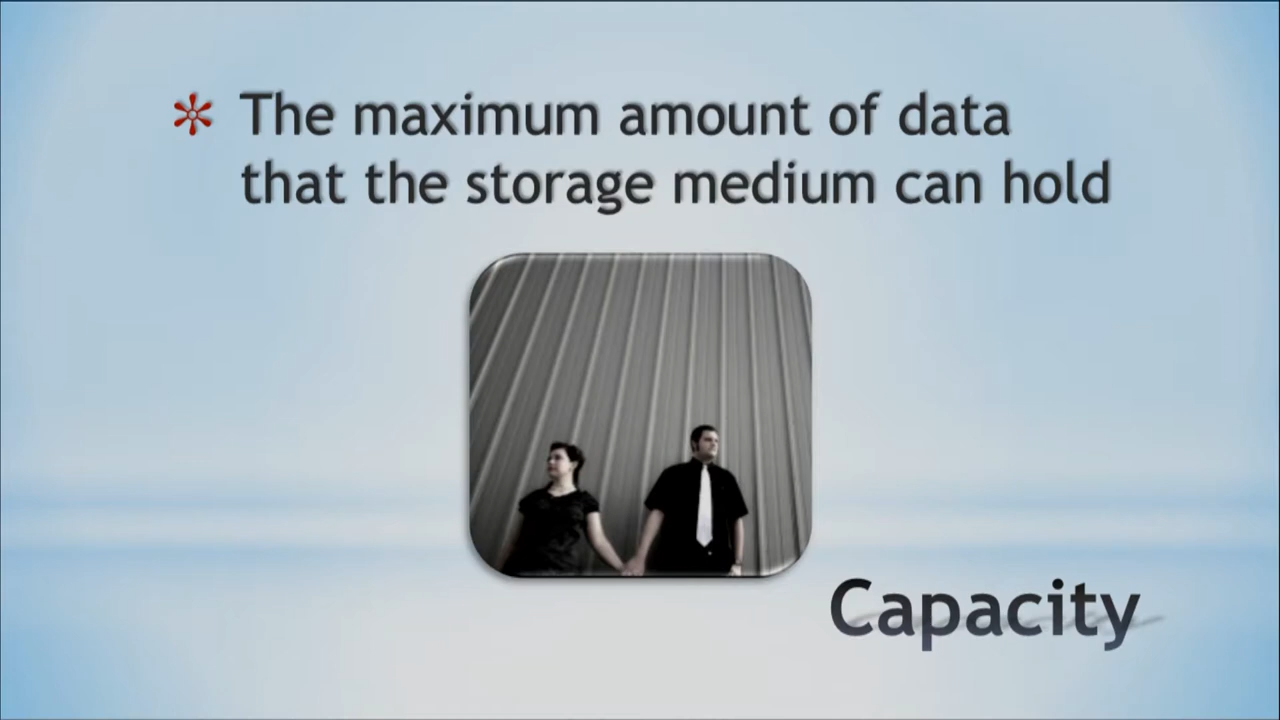 The maximum amount of data
that the storage medium can hold
Capacity